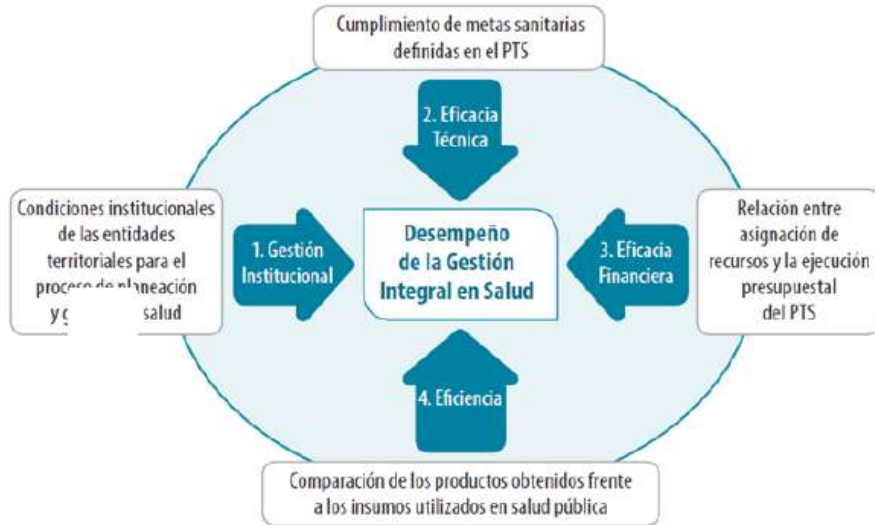 Cumplimiento de metas sanitarias
definidas en el PTS
2. Eficacia
Técnica
Condiciones institucionales
de las entidades
territoriales para el
proceso de planeación
y salud
1. Gestión
Institucional
Desempeño
de la Gestión
Integral en Salud
3. Eficacia
Financiera
Relación entre
asignación de
recursos y la ejecución
presupuestal
del PTS
4. Eficiencia
Comparación de los productos obtenidos frente
a los insumos utilizados en salud pública